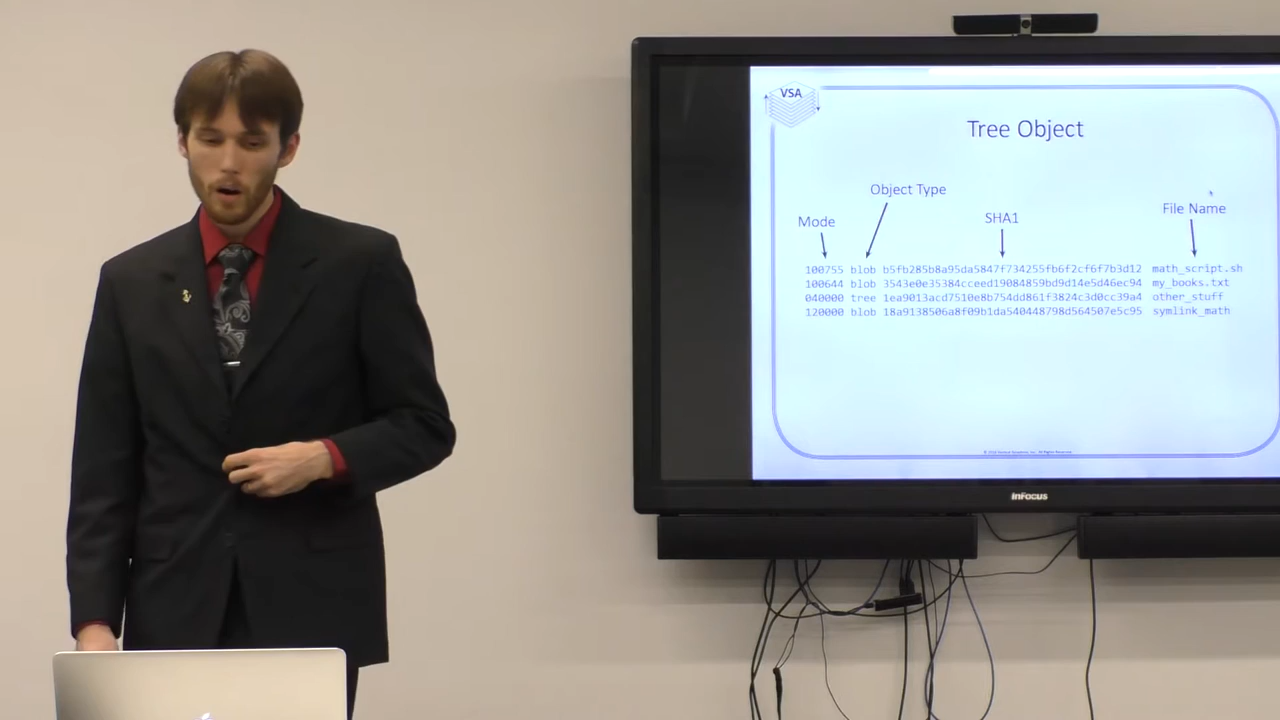 VSA
Tree Object
Object Type
Mode
SHA1
File Name
100755 blob b5fb285b8a95da5847f734255fb6f2cf6f7b3d12 math_script.sh
100644 blob 3543e0e35384cceed19084859bd9d14e5d46ec94 my_books.txt
040000 tree 1ea9013acd7510e8b754dd861f3824c3d0cc39a4 other_stuff
120000 blob 18a9138506a8f09b1da540448798d564507e5c95 symlink_math
InFocus